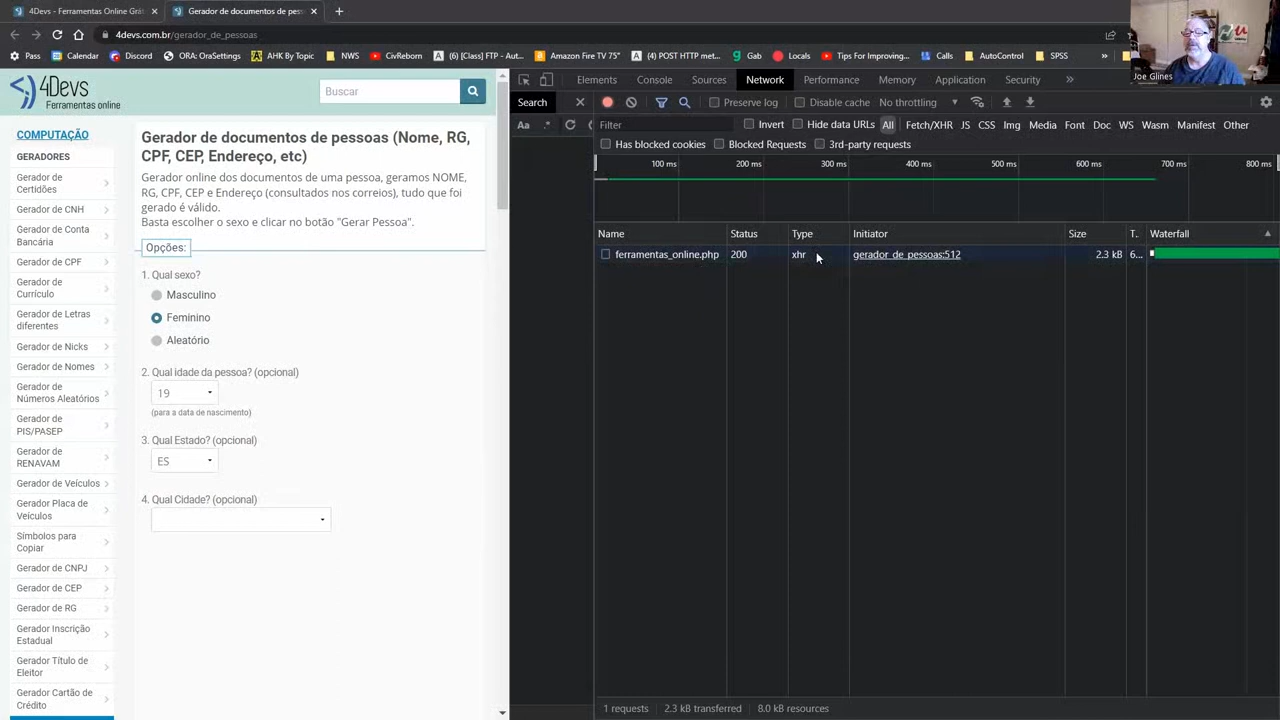 4Devs - Ferramentas Online Grá
Gerador de documentos de pess
4devs.com.br/gerador_de_pessoas
Pass
Calendar
Discord
ORA: OraSettings
AHK By Topic
NWS
CivReborn
(6) [Class] FTP - Aut...
Amazon Fire TV 75"
(4) POST HTTP met...
Gab
Locals
Tips For Improving...
Calls
AutoControl
SPSS
Joe Glines
4Devs
Ferramentas online
Buscar
COMPUTAÇÃO
GERADORES
Gerador de
Certidões
Gerador de CNH
Gerador de Conta
Bancária
Gerador de CPF
Gerador de
Currículo
Gerador de Letras
diferentes
Gerador de Nicks
Gerador de Nomes
Gerador de
Números Aleatórios
Gerador de
PIS/PASEP
Gerador de
RENAVAM
Gerador de Veículos
Gerador Placa de
Veículos
Símbolos para
Copiar
Gerador de CNPJ
Gerador de CEP
Gerador de RG
Gerador Inscrição
Estadual
Gerador Título de
Eleitor
Gerador Cartão de
Crédito
Gerador de documentos de pessoas (Nome, RG,
CPF, CEP, Endereço, etc)
Gerador online dos documentos de uma pessoa, geramos NOME,
RG, CPF, CEP e Endereço (consultados nos correios), tudo que foi
gerado é válido.
Basta escolher o sexo e clicar no botão "Gerar Pessoa".
Opções:
1. Qual sexo?
Masculino
Feminino
Aleatório
2. Qual idade da pessoa? (opcional)
19
(para a data de nascimento)
3. Qual Estado? (opcional)
ES
4. Qual Cidade? (opcional)
Elements
Console
Sources
Network
Performance
Memory
Application
Security
Search
Aa
.*
Preserve log
Disable cache
No throttling
Filter
Invert
Hide data URLs
All
Fetch/XHR
JS
CSS
Img
Media
Font
Doc
WS
Wasm
Manifest
Other
Has blocked cookies
Blocked Requests
3rd-party requests
100 ms
200 ms
300 ms
400 ms
500 ms
600 ms
700 ms
800 ms
Name
Status
Type
Initiator
Size
T..
Waterfall
ferramentas_online.php
200
xhr
gerador_de_pessoas:512
2.3 kB
6...
1 requests
2.3 kB transferred
8.0 kB resources